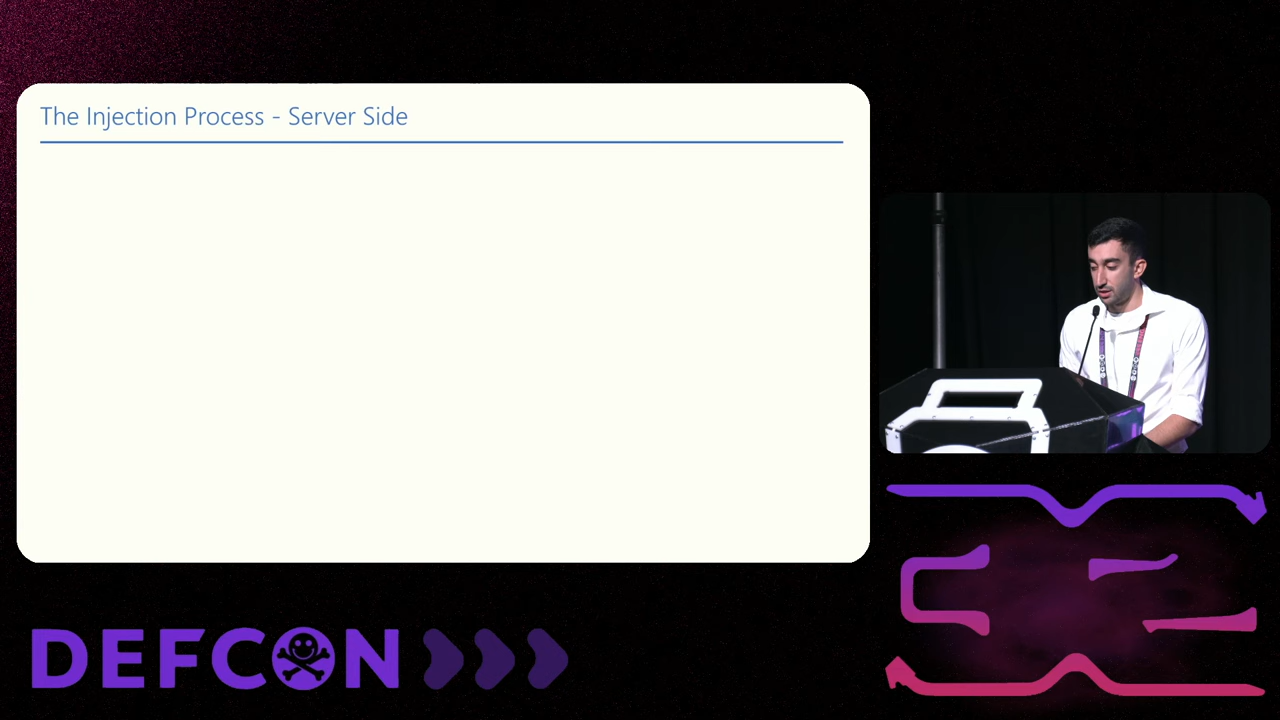 The Injection Process - Server Side
DEFCON